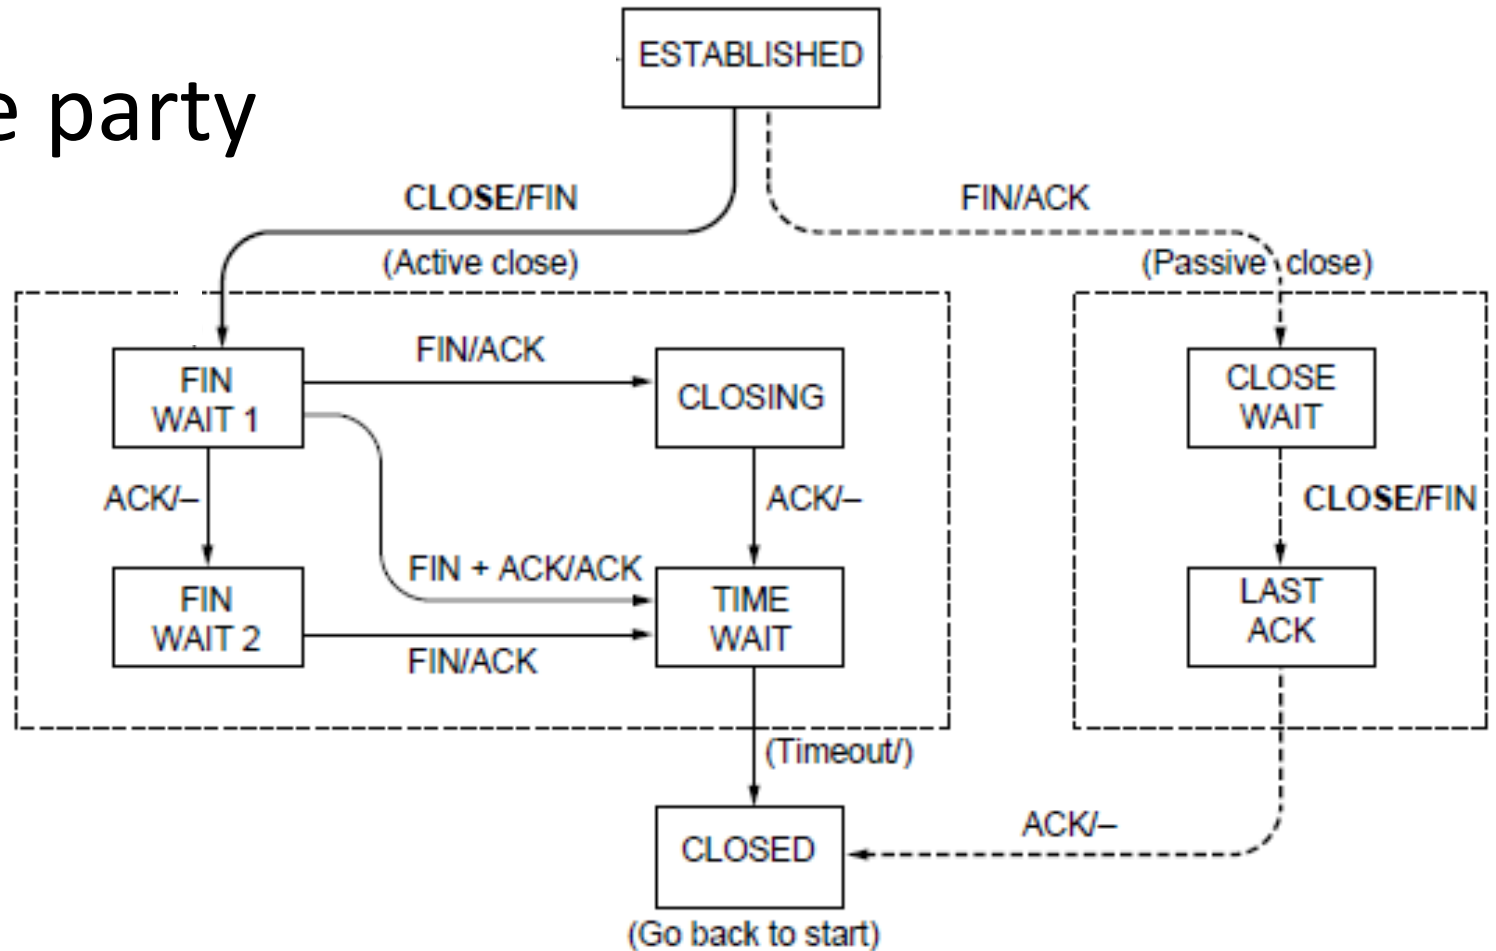 ESTABLISHED
e party
CLOSE/FIN
FIN/ACK
(Active close)
(Passive close)
FIN
WAIT 1
FIN/ACK
CLOSING
CLOSE
WAIT
ACK/–
ACK/–
CLOSE/FIN
FIN + ACK/ACK
FIN
WAIT 2
TIME
WAIT
LAST
ACK
FIN/ACK
(Timeout/)
ACK/–
CLOSED
(Go back to start)